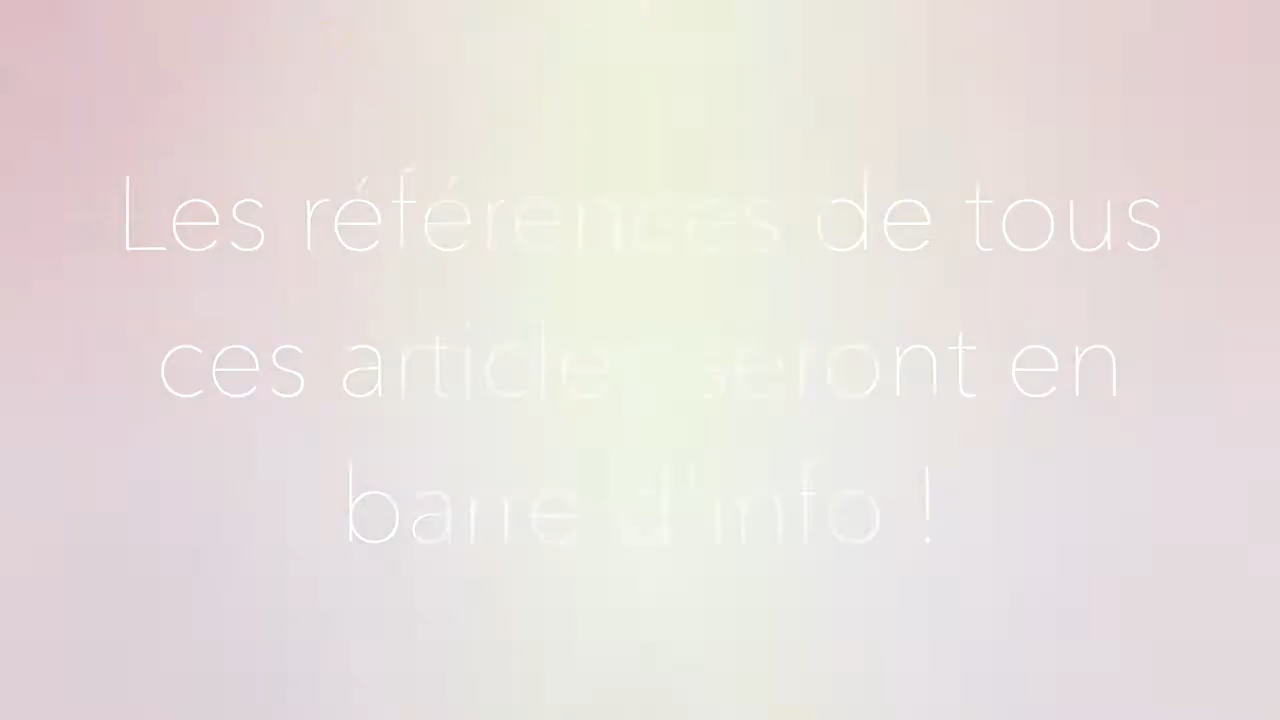 Les références de tous
ces articles seront en
barre d'info !